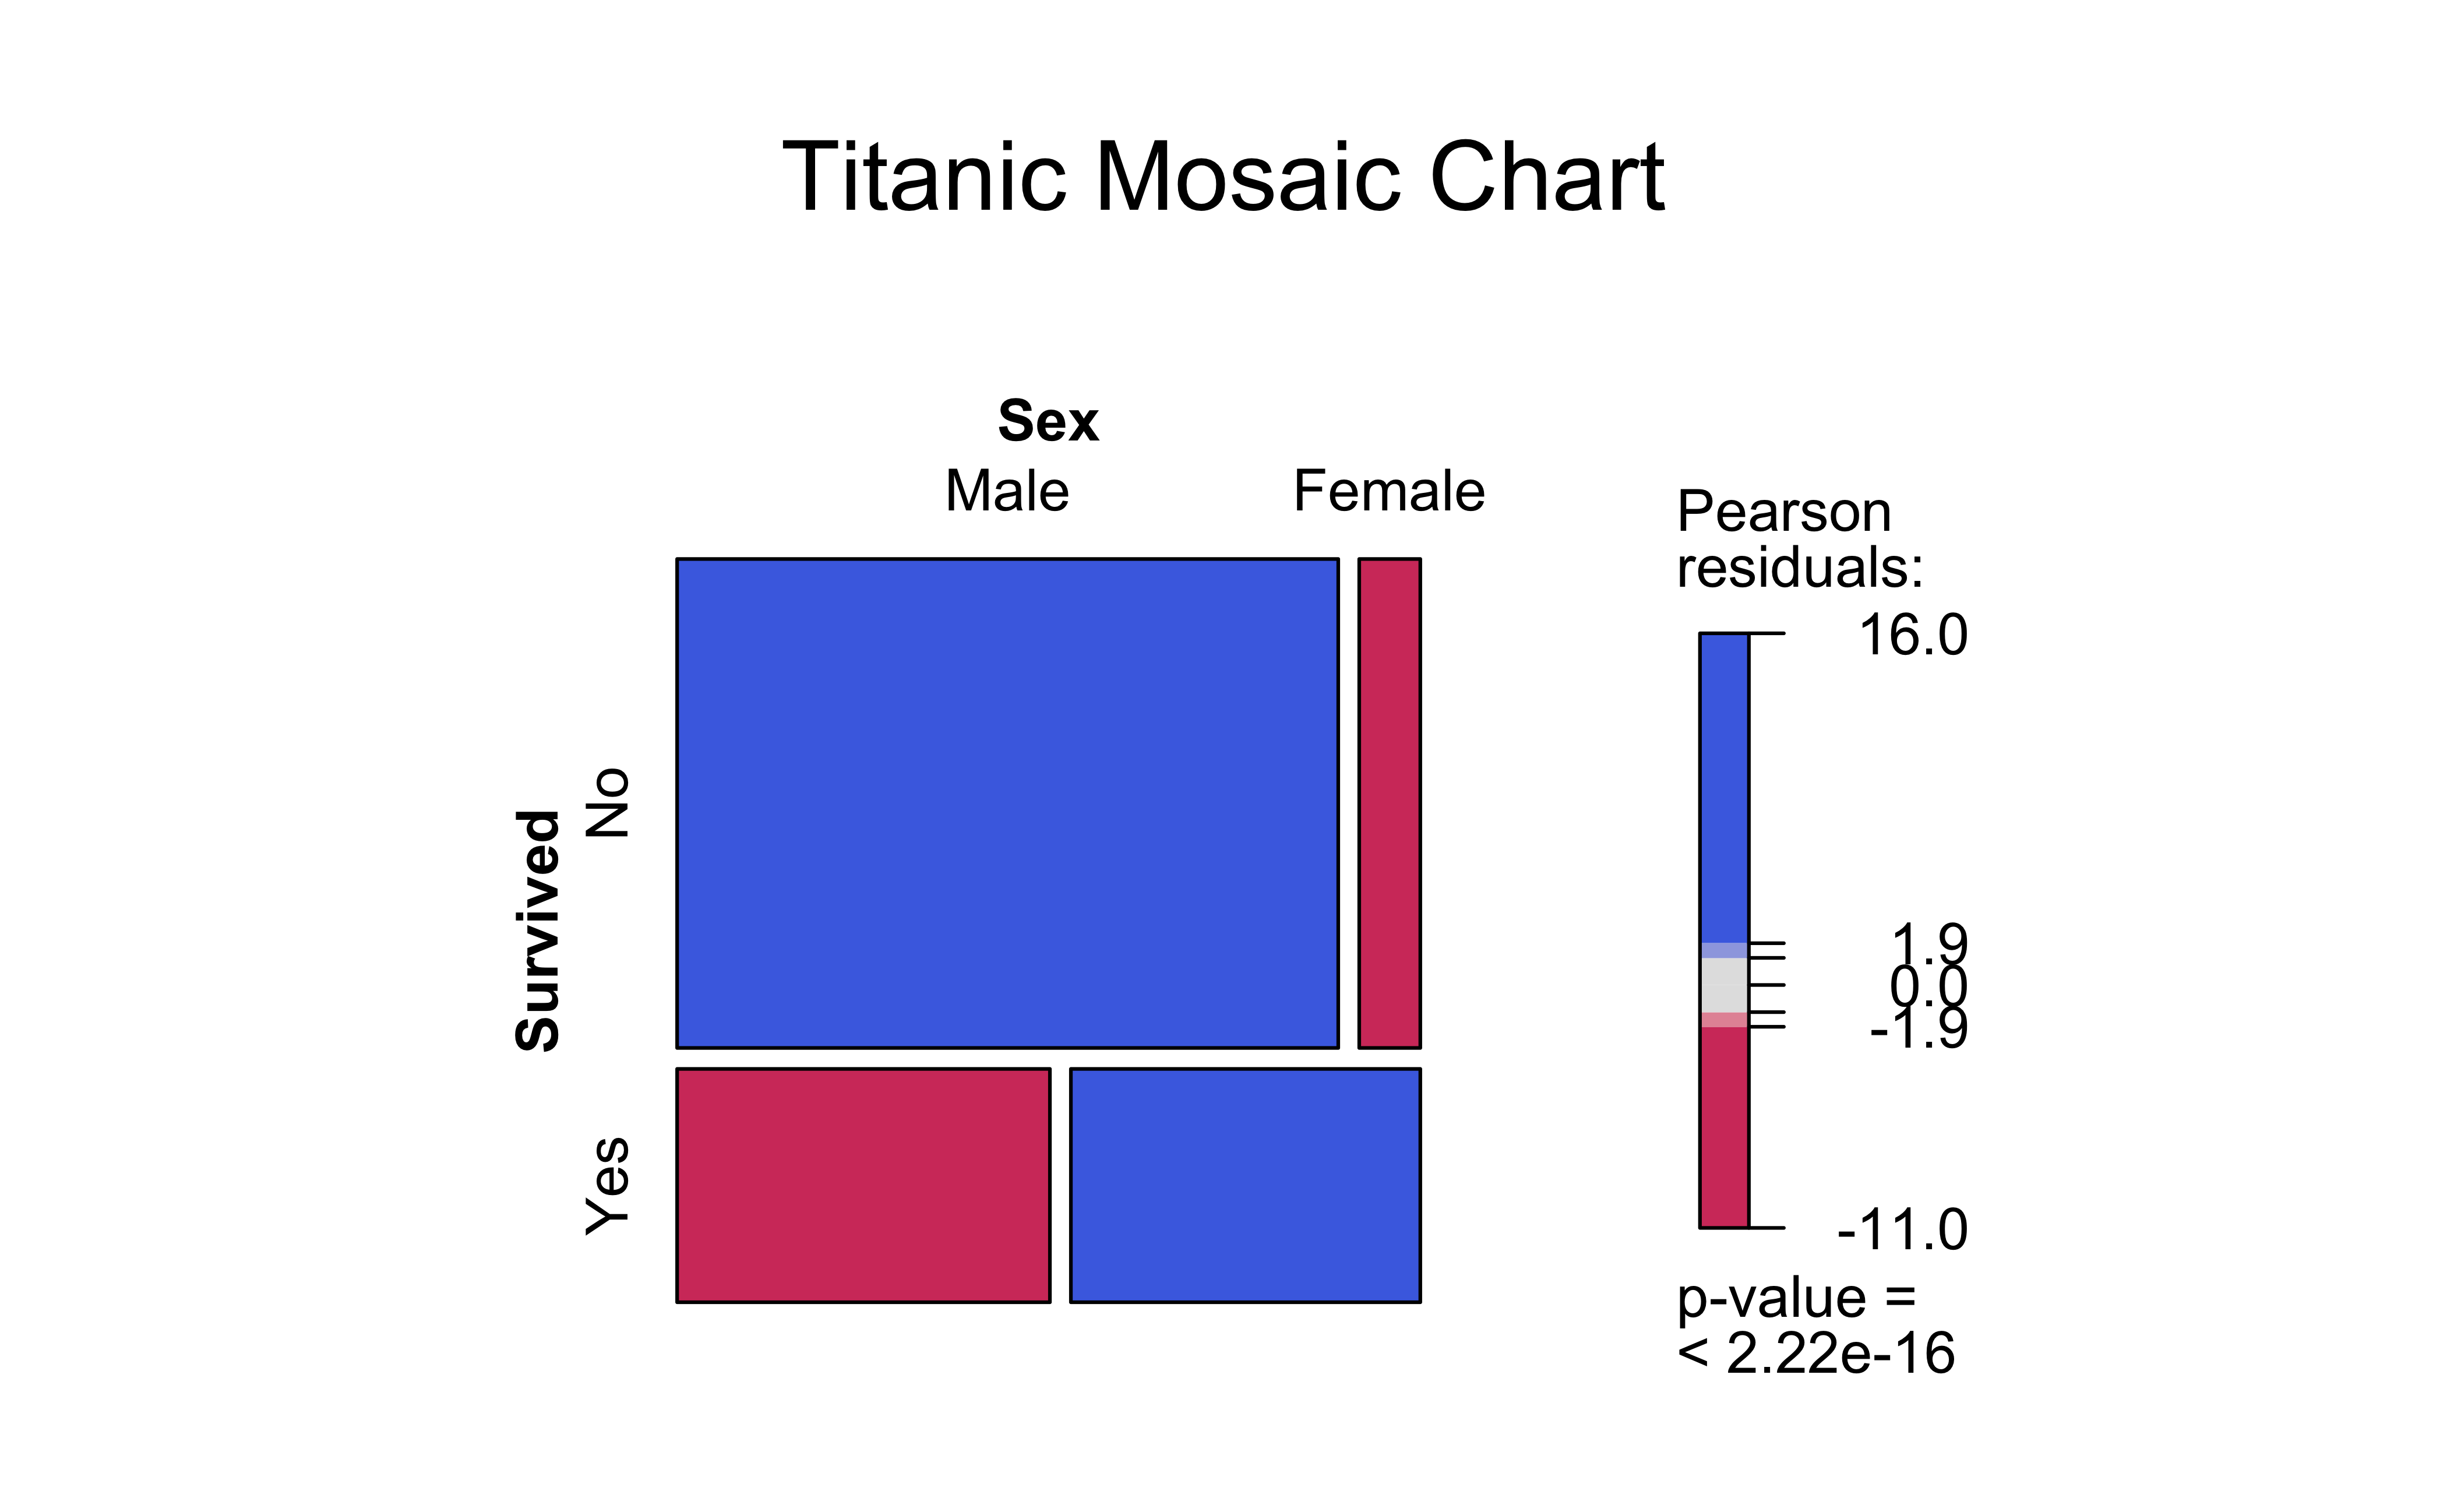 Titanic Mosaic Chart
Sex
Male Female
Survived
No
Yes
Pearson
residuals:
16.0
1.9
0.0
-1.9
-11.0
p-value =
< 2.22e-16